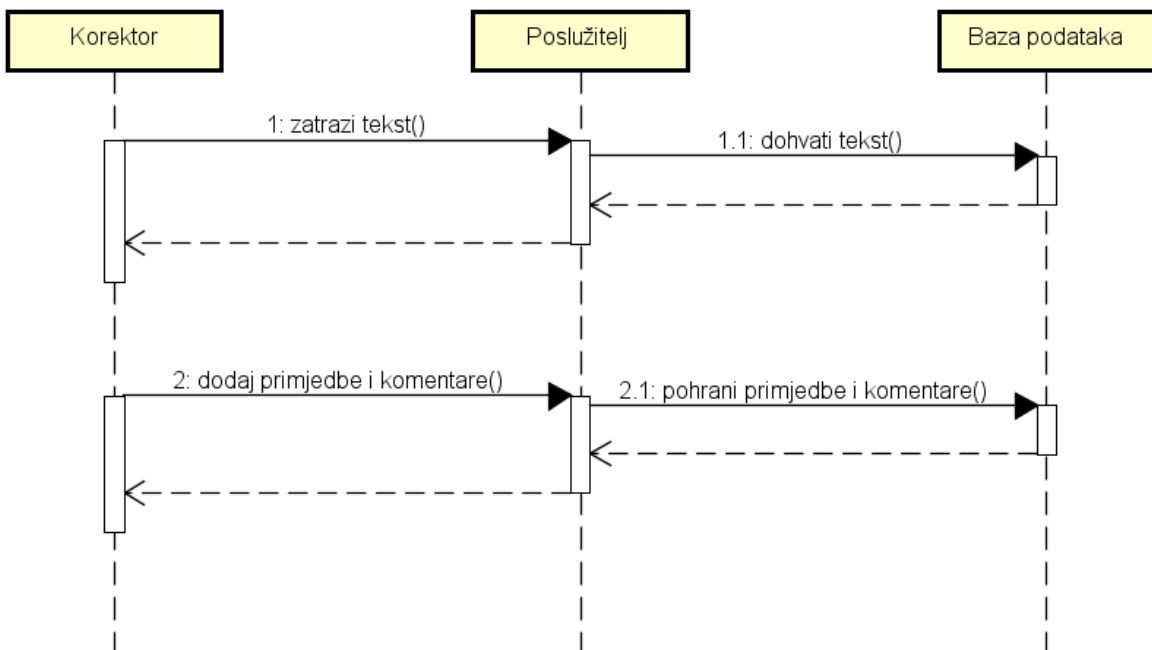 Korektor
Poslužitelj
Baza podataka
1: zatrazi tekst()
1.1: dohvati tekst()
2: dodaj primjedbe i komentare()
2.1: pohrani primjedbe i komentare()